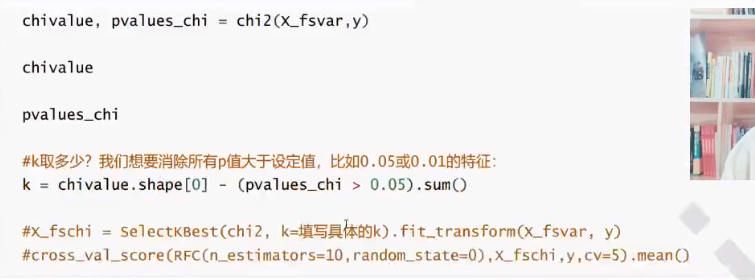 chivalue, pvalues_chi = chi2(X_fsvar,y)
chivalue
pvalues_chi
#k取多少？我们想要消除所有p值大于设定值，比如0.05或0.01的特征：
k = chivalue.shape[0] - (pvalues_chi > 0.05).sum()
#X_fschi = SelectKBest(chi2, k=填写具体的k).fit_transform(X_fsvar, y)
#cross_val_score(RFC(n_estimators=10,random_state=0),X_fschi,y,cv=5).mean()